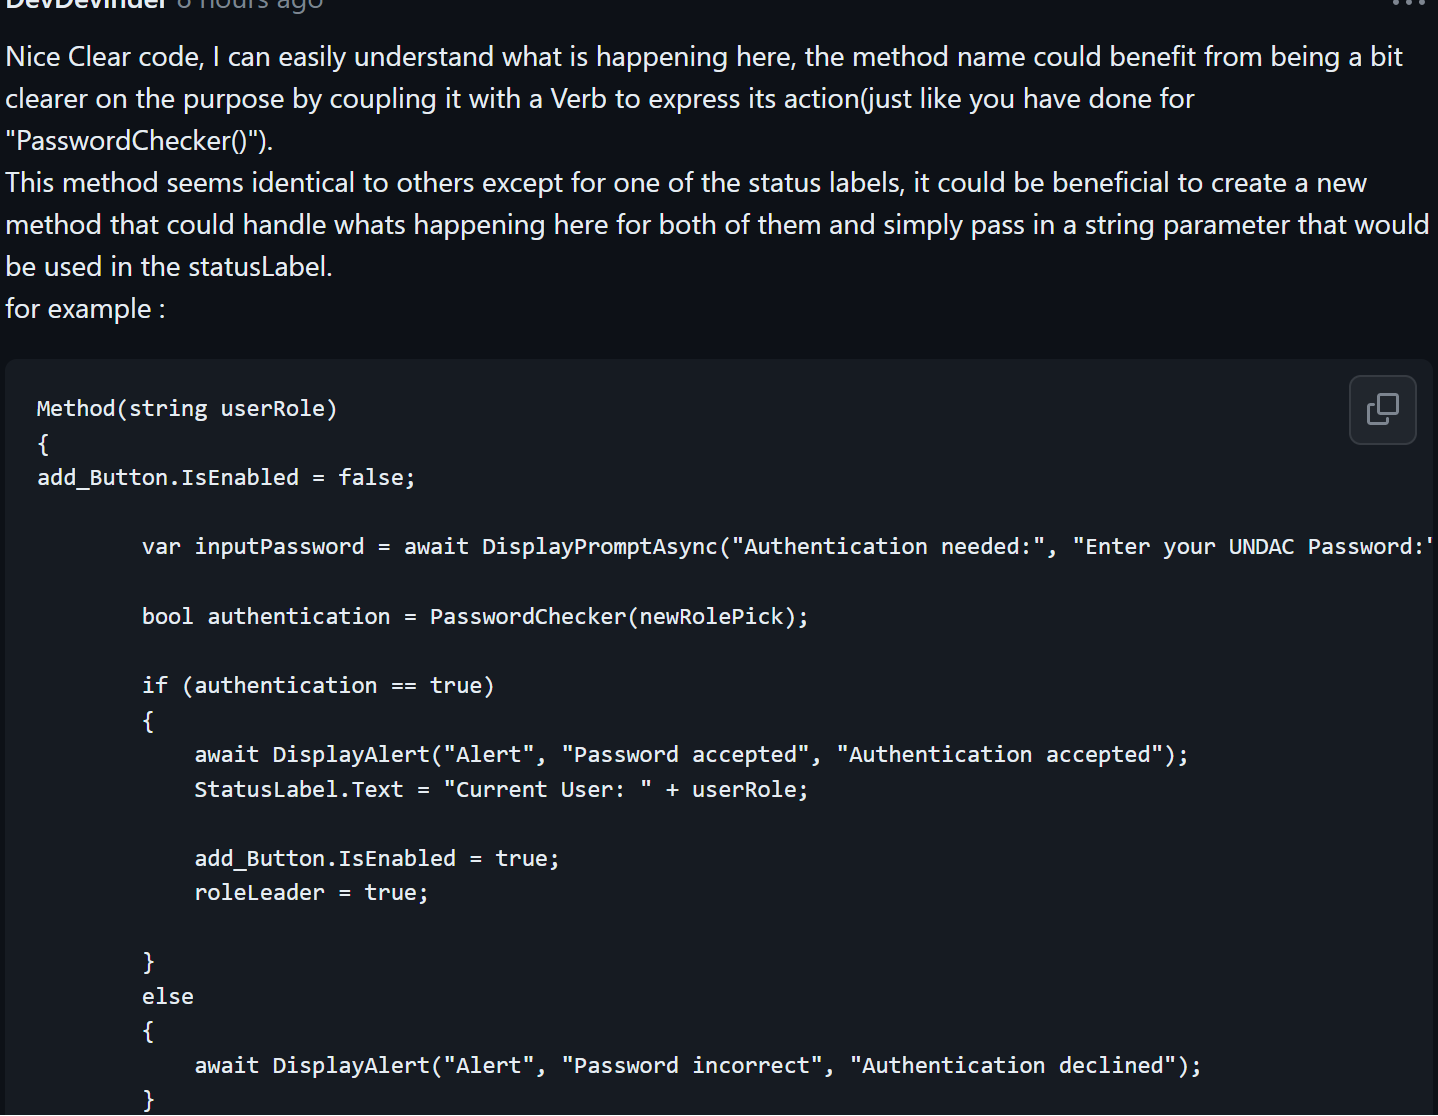 DevDevinder 8 hours ago
Nice Clear code, I can easily understand what is happening here, the method name could benefit from being a bit
clearer on the purpose by coupling it with a Verb to express its action(just like you have done for
"PasswordChecker()").
This method seems identical to others except for one of the status labels, it could be beneficial to create a new
method that could handle whats happening here for both of them and simply pass in a string parameter that would
be used in the statusLabel.
for example :
Method(string userRole)
{
add_Button.IsEnabled = false;
var inputPassword = await DisplayPromptAsync("Authentication needed:", "Enter your UNDAC Password:"
bool authentication = PasswordChecker(newRolePick);
if (authentication == true)
{
await DisplayAlert("Alert", "Password accepted", "Authentication accepted");
StatusLabel.Text = "Current User: " + userRole;
add_Button.IsEnabled = true;
roleLeader = true;
}
else
{
await DisplayAlert("Alert", "Password incorrect", "Authentication declined");
}